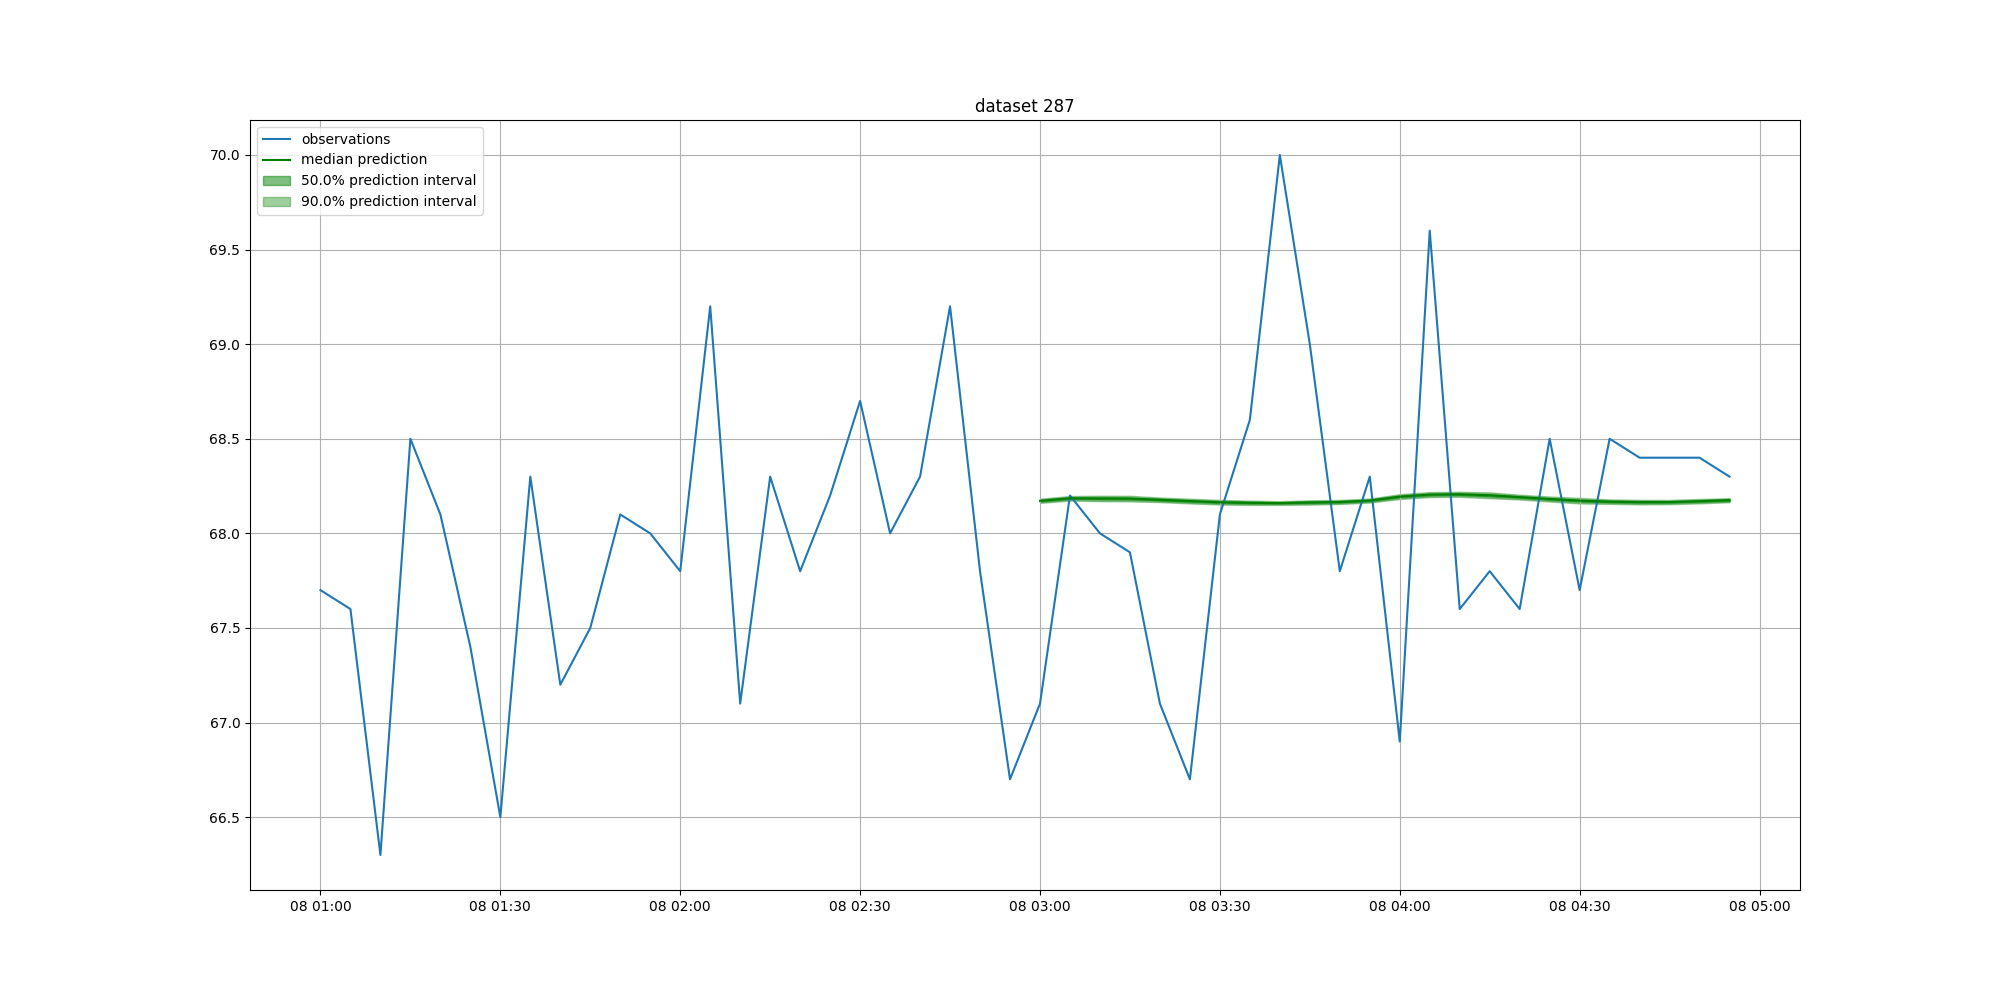 dataset 287
observations
median prediction
50.0% prediction interval
90.0% prediction interval
70.0
69.5
69.0
68.5
68.0
67.5
67.0
66.5
08 01:00 08 01:30 08 02:00 08 02:30 08 03:00 08 03:30 08 04:00 08 04:30 08 05:00